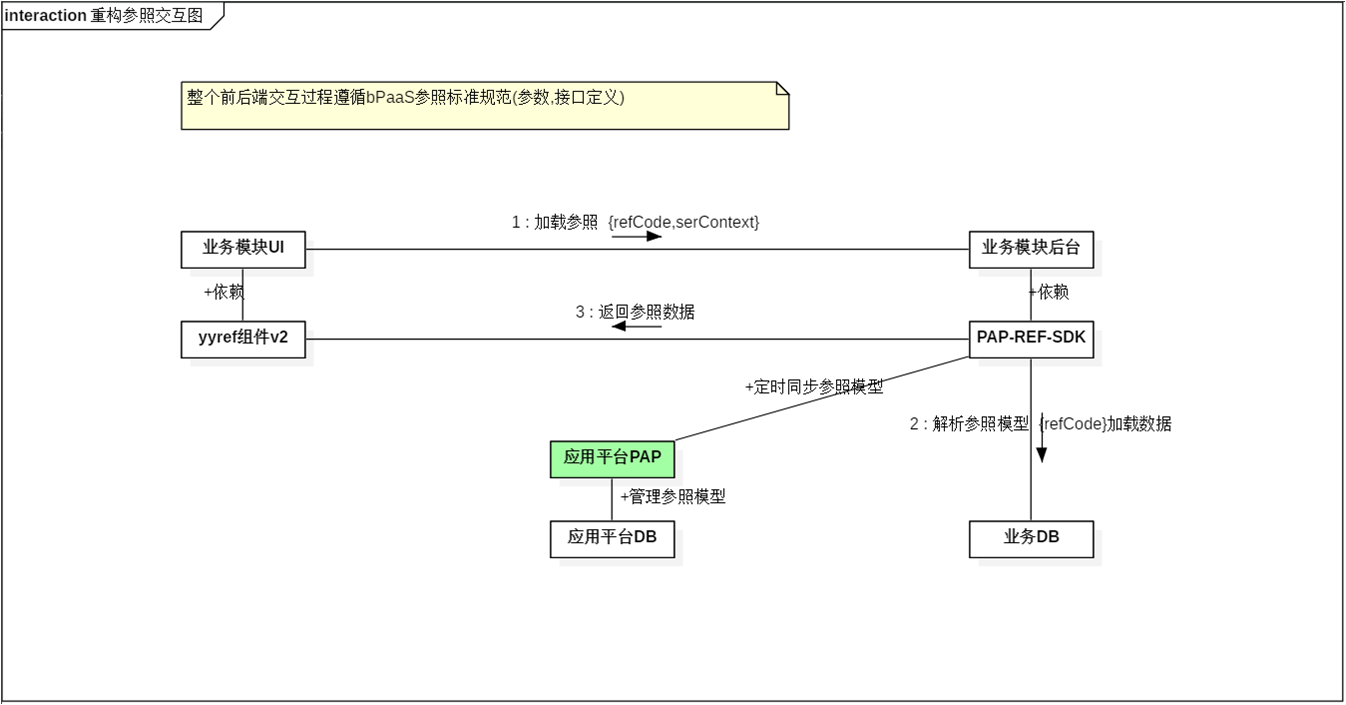 interaction 重构参照交互图
整个前后端交互过程遵循bPaaS参照标准规范(参数,接口定义)
1 : 加载参照 {refCode,serContext}
业务模块UI
业务模块后台
+依赖
+依赖
3 : 返回参照数据
yyref组件v2
PAP-REF-SDK
+定时同步参照模型
2 : 解析参照模型 {refCode}加载数据
应用平台PAP
+管理参照模型
应用平台DB
业务DB